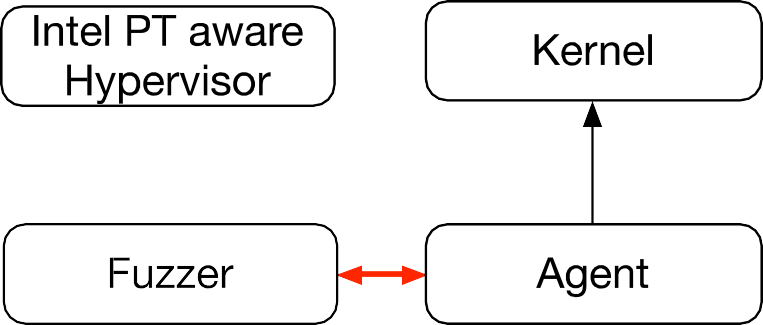 Intel PT aware
Hypervisor
Kernel
Fuzzer
Agent